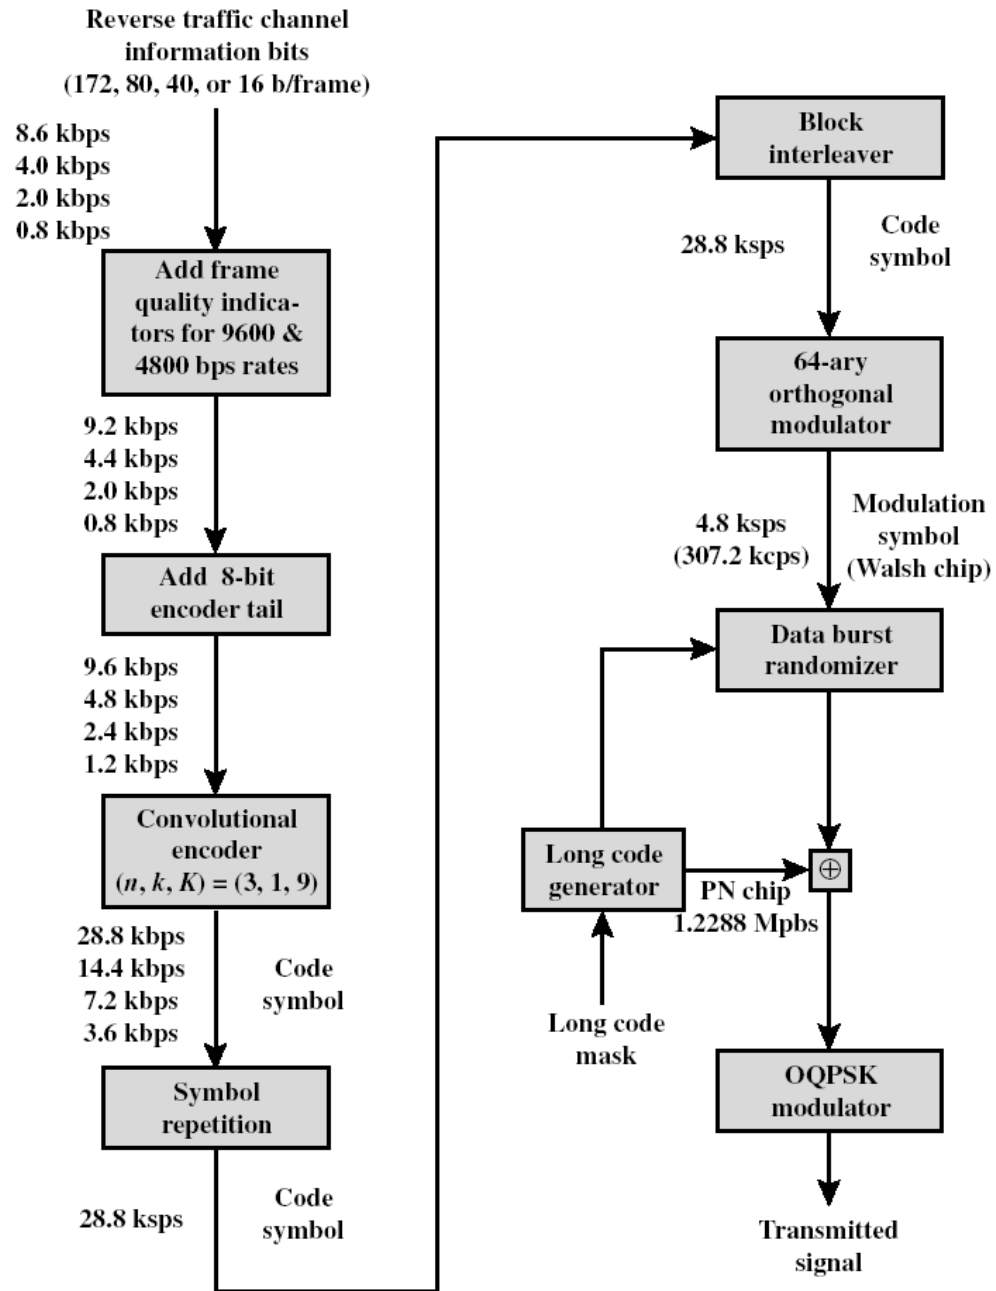 Reverse traffic channel
information bits
(172, 80, 40, or 16 b/frame)
8.6 kbps
4.0 kbps
2.0 kbps
0.8 kbps
Add frame
quality indica-
tors for 9600 &
4800 bps rates
9.2 kbps
4.4 kbps
2.0 kbps
0.8 kbps
Add 8-bit
encoder tail
9.6 kbps
4.8 kbps
2.4 kbps
1.2 kbps
Convolutional
encoder
(n, k, K) = (3, 1, 9)
28.8 kbps
14.4 kbps
7.2 kbps
3.6 kbps
Code
symbol
Symbol
repetition
28.8 ksps
Code
symbol
Block
interleaver
28.8 ksps
Code
symbol
64-ary
orthogonal
modulator
4.8 ksps
(307.2 kcps)
Modulation
symbol
(Walsh chip)
Data burst
randomizer
Long code
generator
PN chip
1.2288 Mpbs
⊕
Long code
mask
OQPSK
modulator
Transmitted
signal